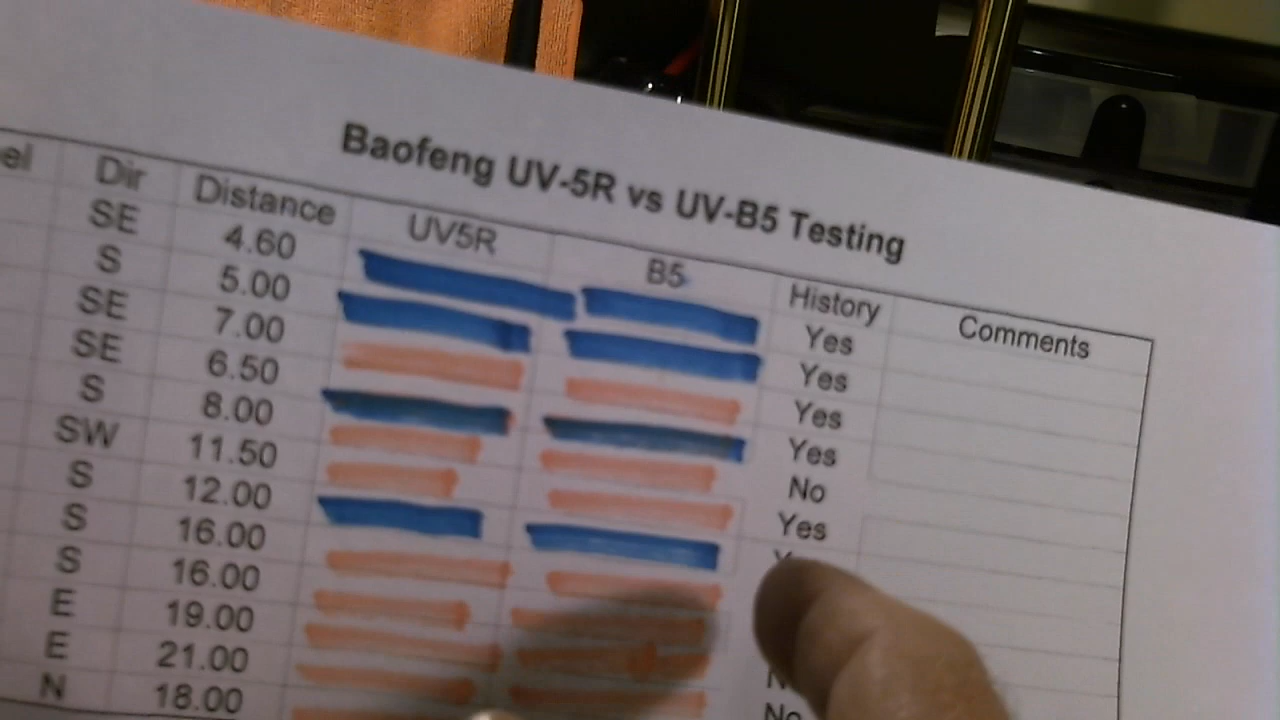 Baofeng UV-5R vs UV-B5 Testing
Dir Distance UV5R B5 History Comments
SE 4.60 Yes
S 5.00 Yes
SE 7.00 Yes
SE 6.50 Yes
S 8.00 No
SW 11.50 Yes
S 12.00
S 16.00
S 16.00
E 19.00
E 21.00 No
N 18.00